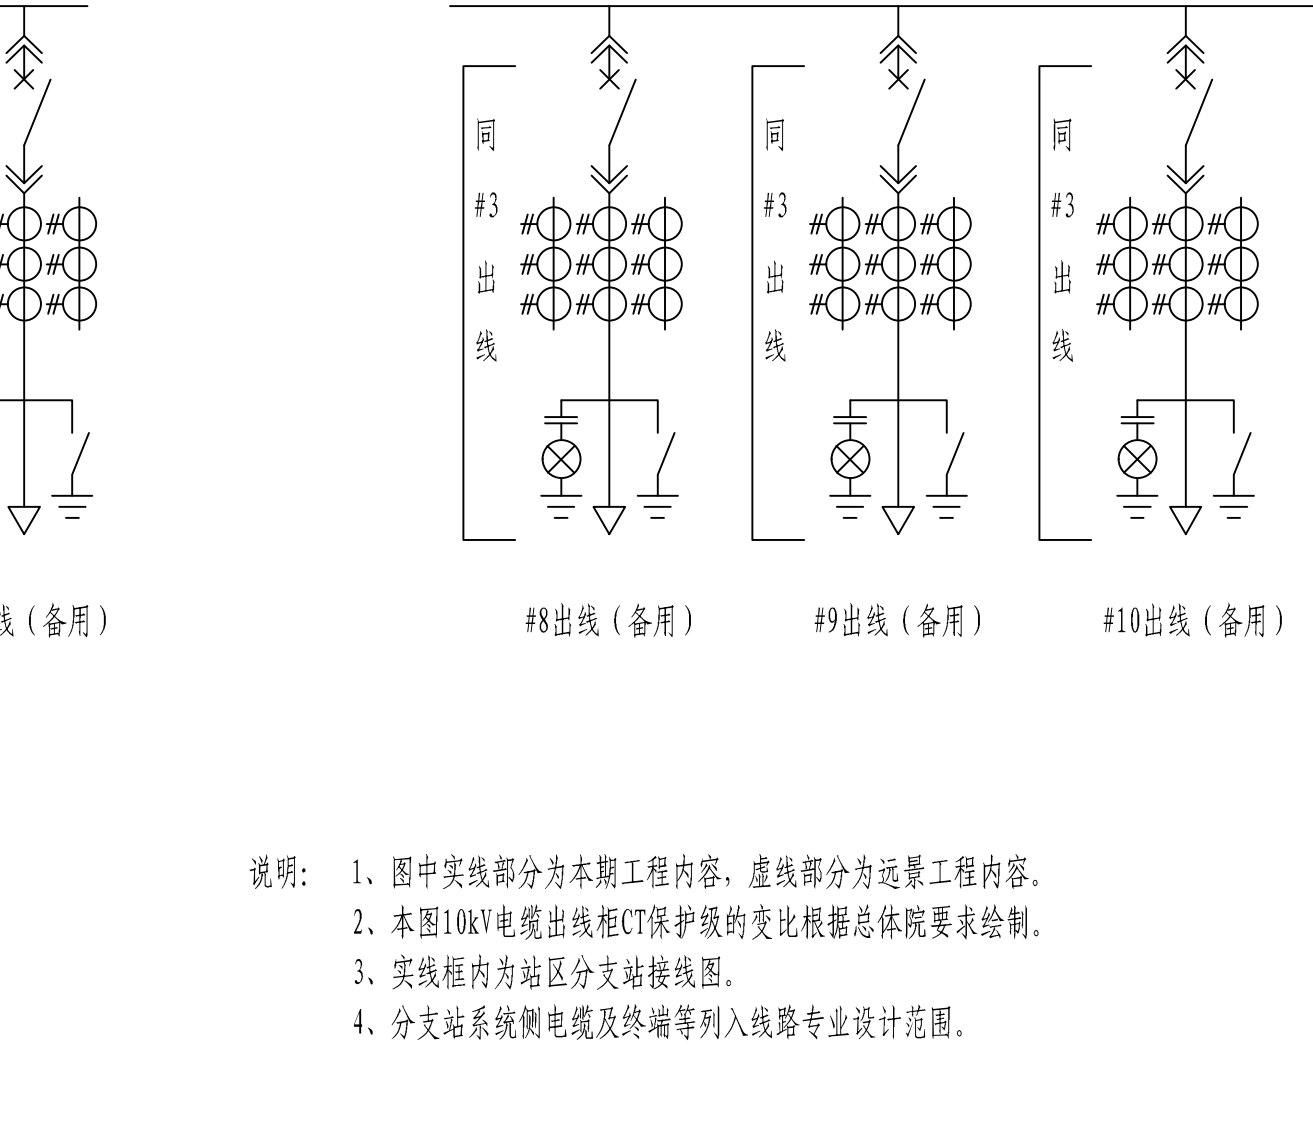 同
#3
出
线
同
#3
出
线
同
#3
出
线
线（备用）
#8出线（备用）
#9出线（备用）
#10出线（备用）
说明： 1、图中实线部分为本期工程内容，虚线部分为远景工程内容。
2、本图10kV电缆出线柜CT保护级的变比根据总体院要求绘制。
3、实线框内为站区分支站接线图。
4、分支站系统侧电缆及终端等列入线路专业设计范围。